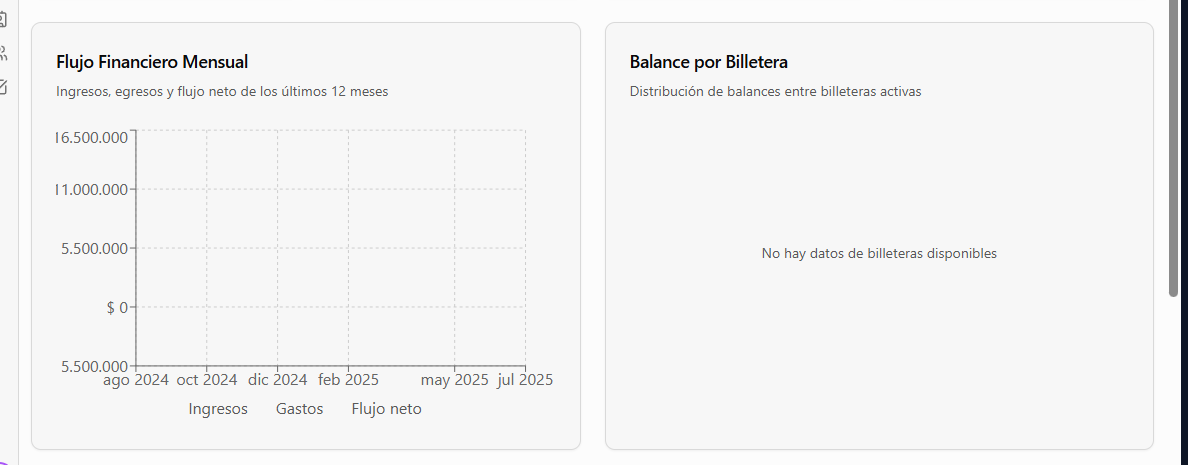 Flujo Financiero Mensual
Ingresos, egresos y flujo neto de los últimos 12 meses
16.500.000
11.000.000
5.500.000
$ 0
5.500.000
ago 2024 oct 2024 dic 2024 feb 2025 may 2025 jul 2025
Ingresos Gastos Flujo neto
Balance por Billetera
Distribución de balances entre billeteras activas
No hay datos de billeteras disponibles